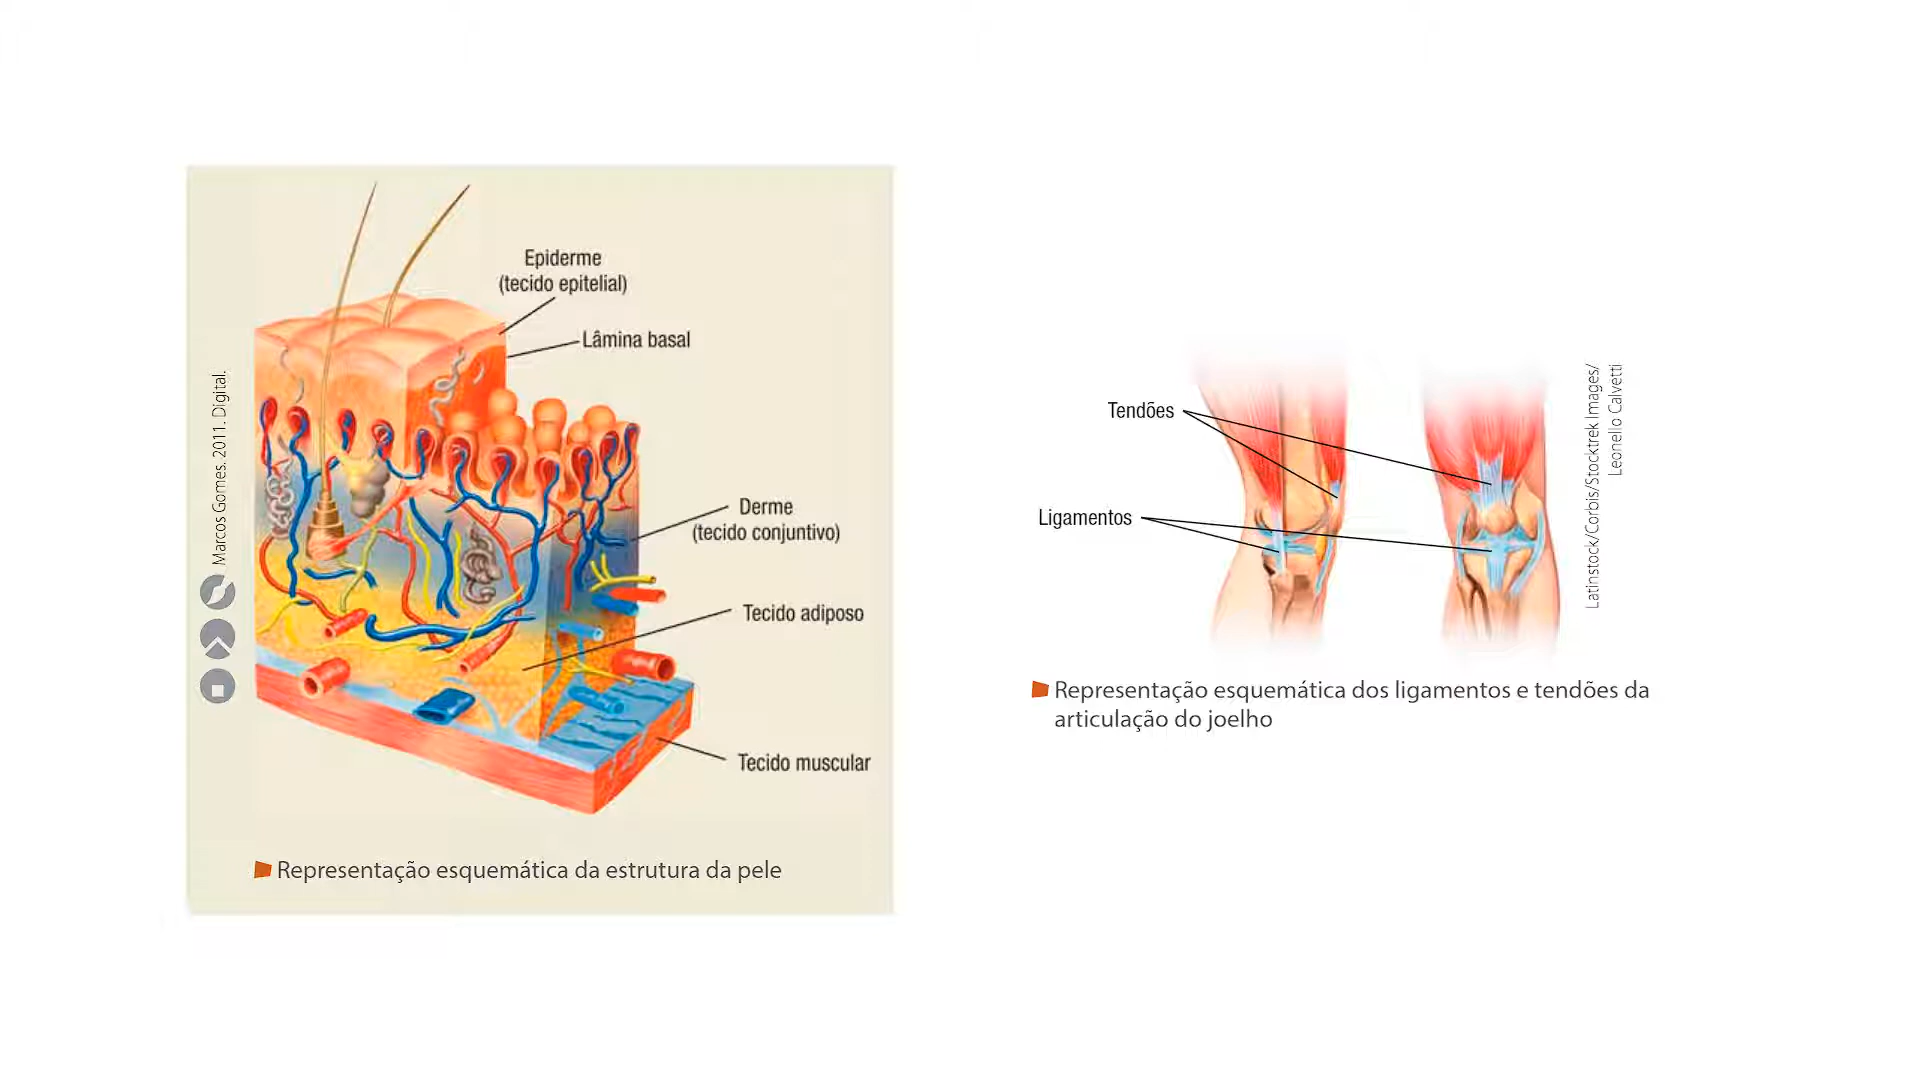 Epiderme
(tecido epitelial)
Lâmina basal
Derme
(tecido conjuntivo)
Tecido adiposo
Tecido muscular
Marcos Gomes. 2011. Digital.
Representação esquemática da estrutura da pele
Tendões
Ligamentos
Latinstock/Corbis/Stocktrek Images/
Leonello Calvetti
Representação esquemática dos ligamentos e tendões da
articulação do joelho